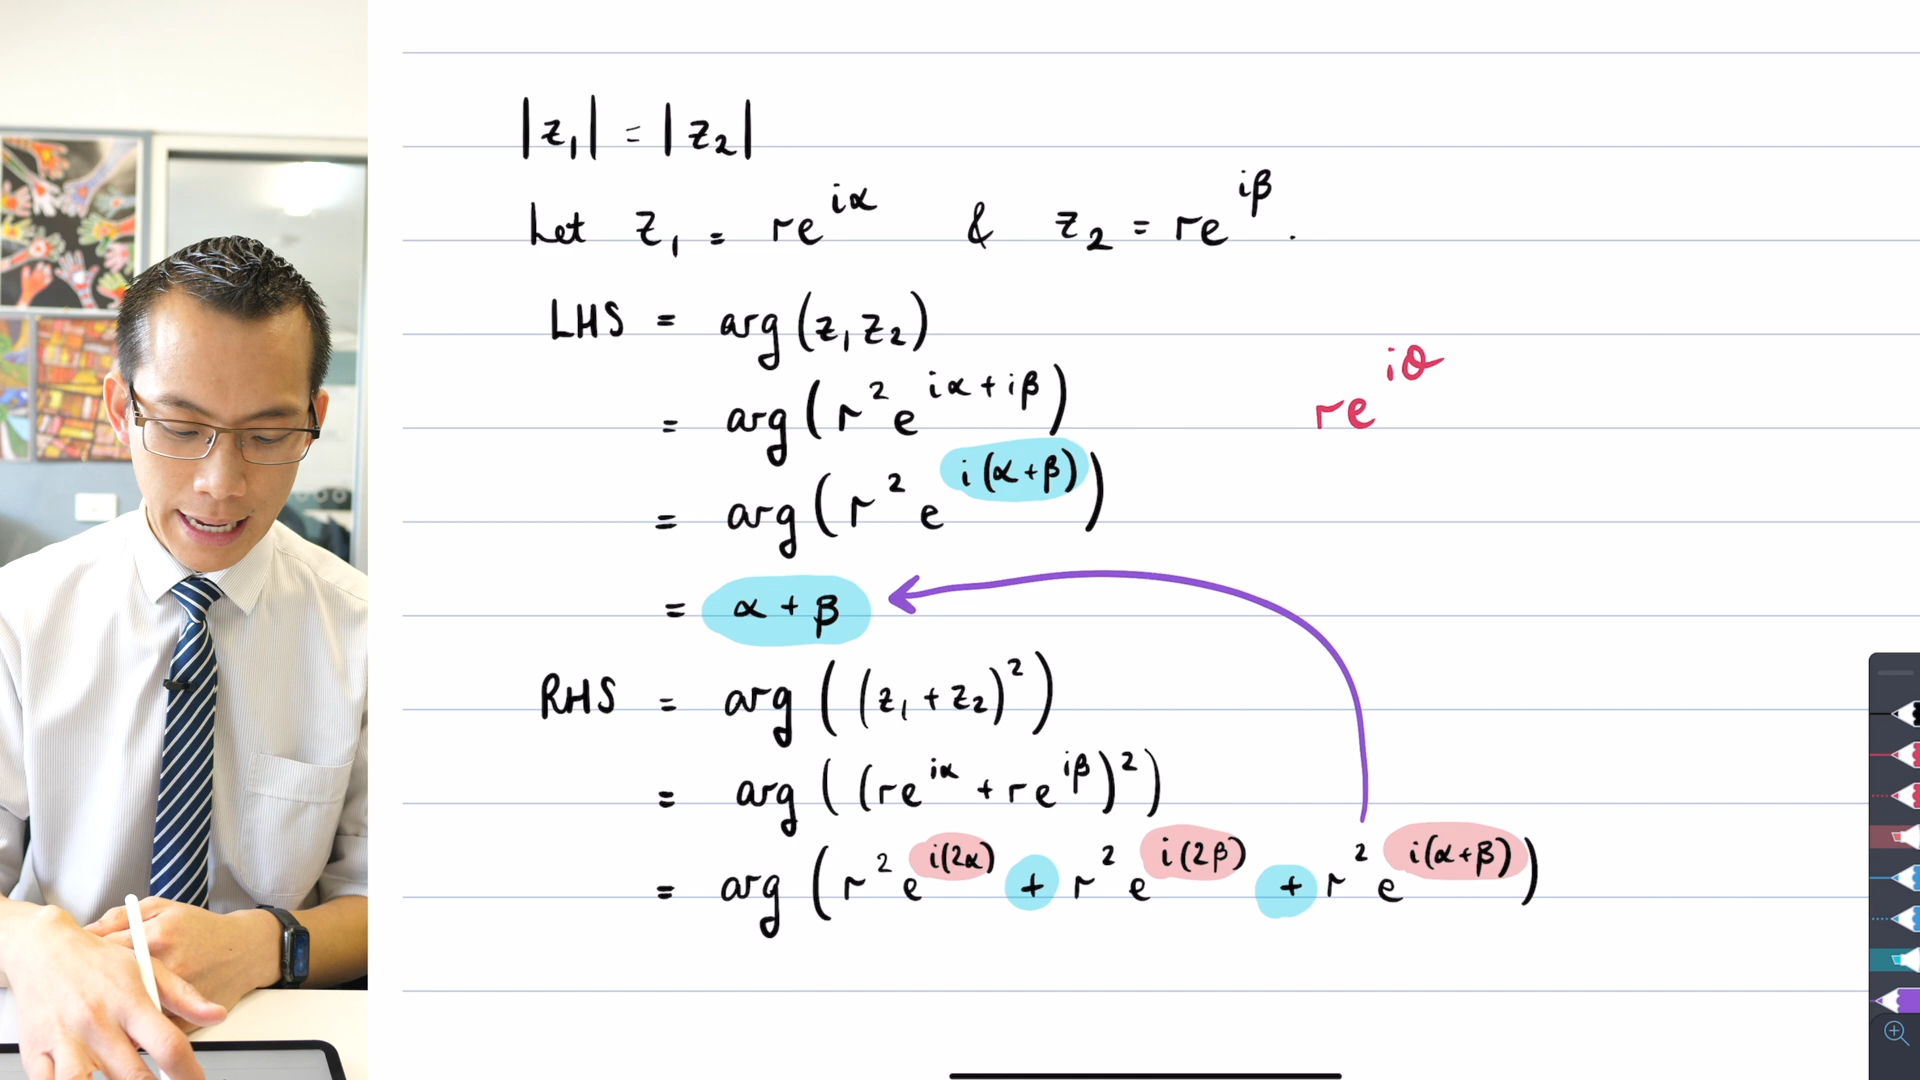 |z₁| = |z₂|
Let z₁ = re^{iα} & z₂ = re^{iβ}.
LHS = arg(z₁z₂)
= arg(r²e^{iα+iβ})
re^{iθ}
= arg(r²e^{i(α+β)})
= α+β
RHS = arg((z₁+z₂)²)
= arg((re^{iα}+re^{iβ})²)
= arg(r²e^{i(2α)} + r²e^{i(2β)} + r²e^{i(α+β)})